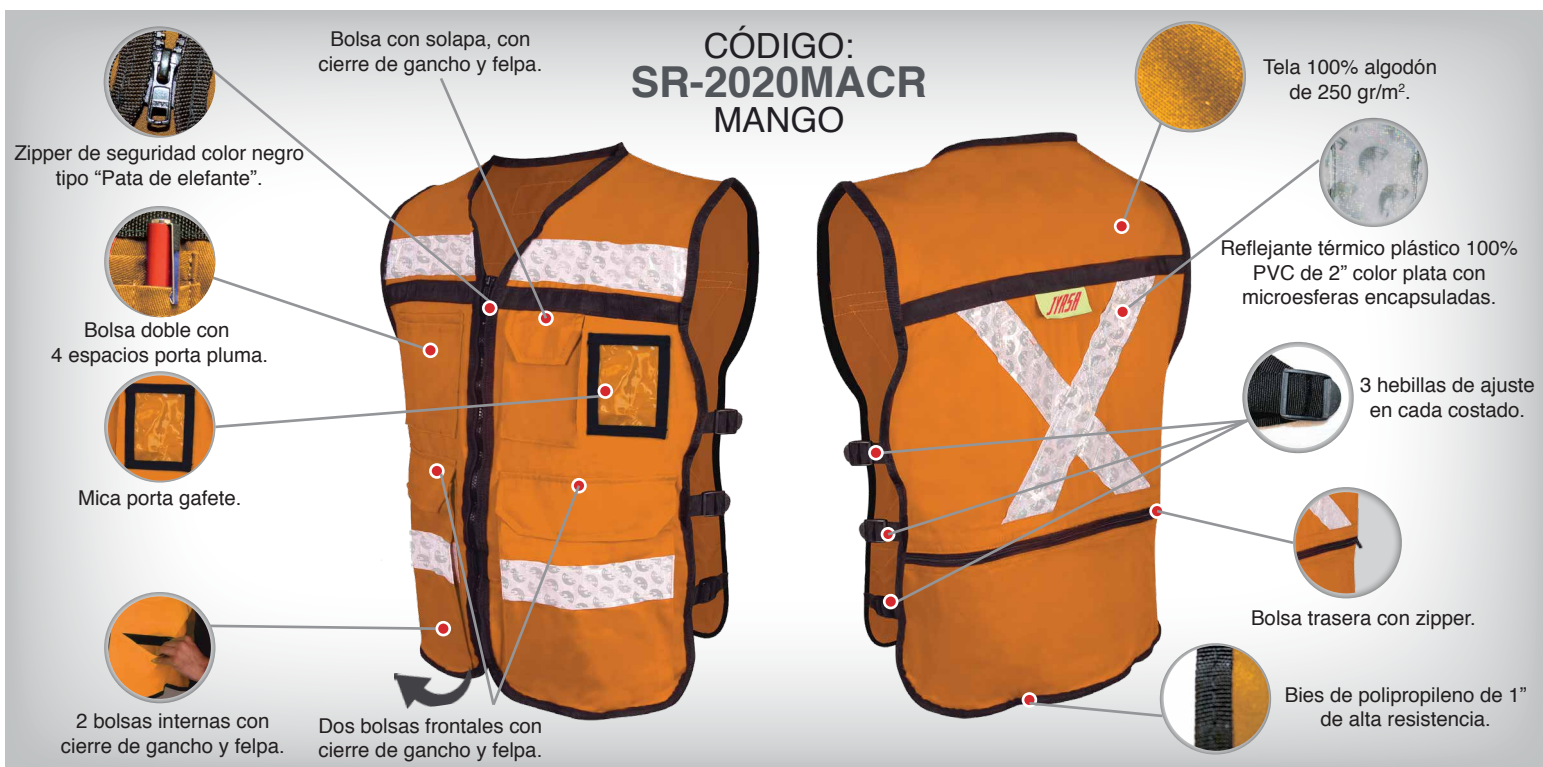 CÓDIGO:
SR-2020MACR
MANGO
Bolsa con solapa, con
cierre de gancho y felpa.
Zipper de seguridad color negro
tipo “Pata de elefante”.
Bolsa doble con
4 espacios porta pluma.
Mica porta gafete.
2 bolsas internas con
cierre de gancho y felpa.
Dos bolsas frontales con
cierre de gancho y felpa.
Tela 100% algodón
de 250 gr/m².
Reflejante térmico plástico 100%
PVC de 2” color plata con
microesferas encapsuladas.
JYRSA
3 hebillas de ajuste
en cada costado.
Bolsa trasera con zipper.
Bies de polipropileno de 1”
de alta resistencia.